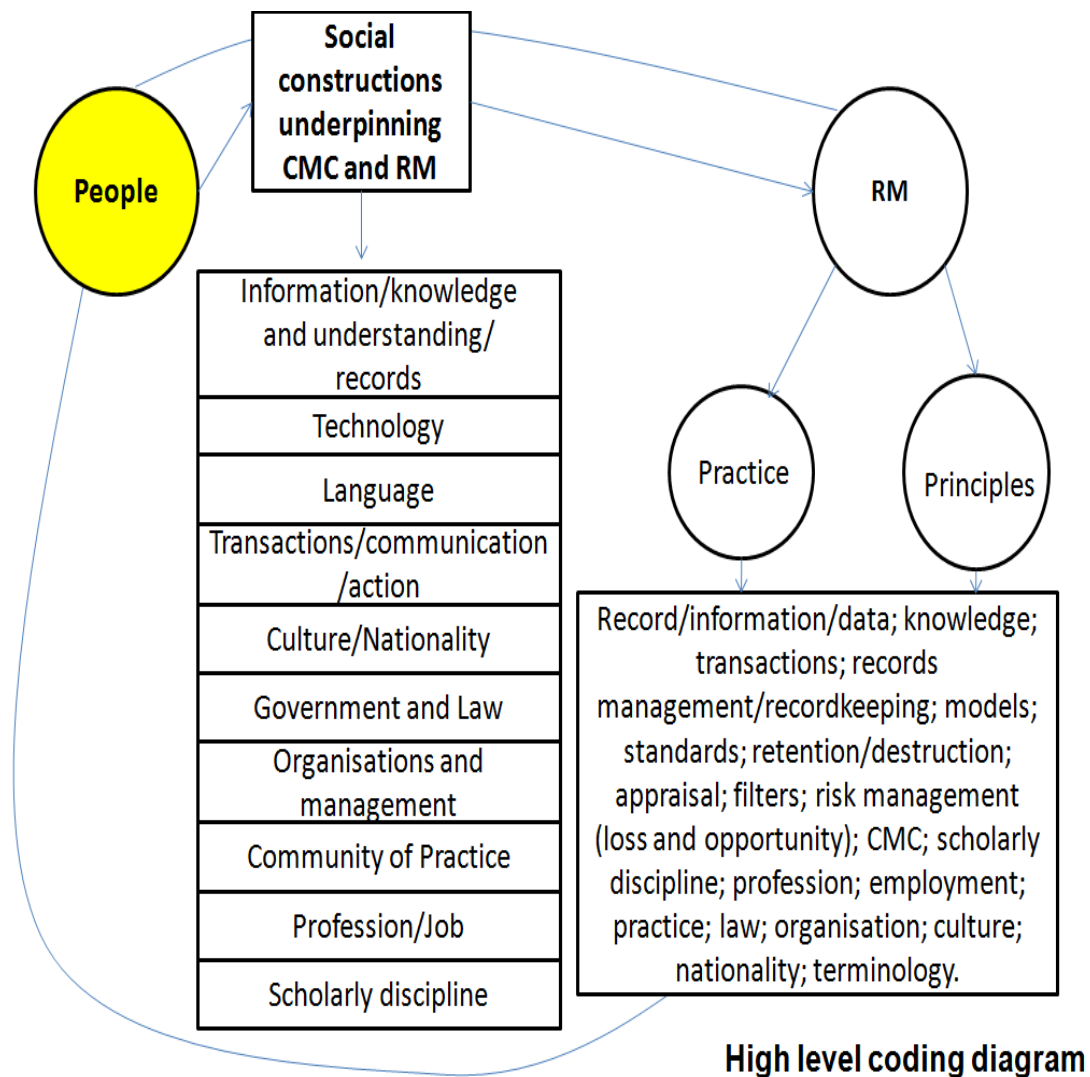 Social
constructions
underpinning
CMC and RM
People
RM
Information/knowledge
and understanding/
records
Technology
Language
Transactions/communication
/action
Culture/Nationality
Government and Law
Organisations and
management
Community of Practice
Profession/Job
Scholarly discipline
Practice
Principles
Record/information/data; knowledge;
transactions; records
management/recordkeeping; models;
standards; retention/destruction;
appraisal; filters; risk management
(loss and opportunity); CMC; scholarly
discipline; profession; employment;
practice; law; organisation; culture;
nationality; terminology.
High level coding diagram